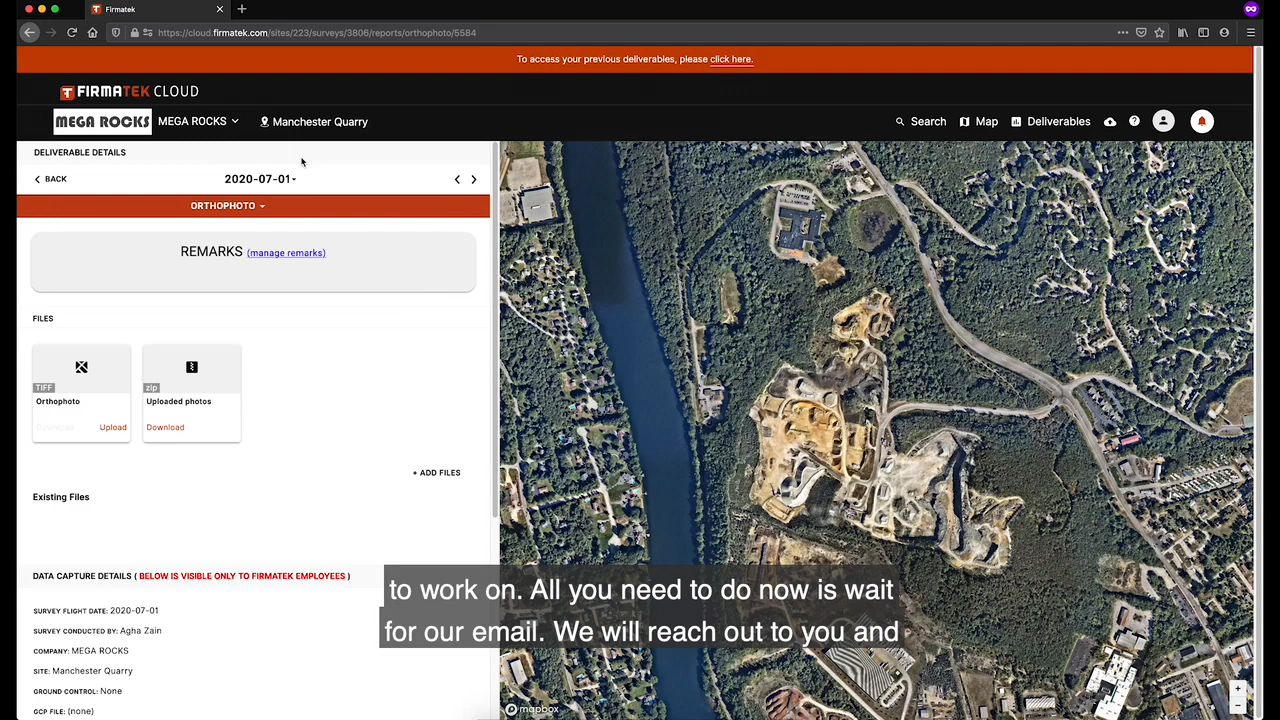 Firmatek
https://cloud.firmatek.com/sites/223/surveys/3806/reports/orthophoto/5584
To access your previous deliverables, please click here.
FIRMATEK CLOUD
MEGA ROCKS MEGA ROCKS Manchester Quarry Search Map Deliverables
DELIVERABLE DETAILS
BACK 2020-07-01
ORTHOPHOTO
REMARKS (manage remarks)
FILES
TIFF zip
Orthophoto Uploaded photos
Download Upload Download
+ ADD FILES
Existing Files
DATA CAPTURE DETAILS ( BELOW IS VISIBLE ONLY TO FIRMATEK EMPLOYEES )
SURVEY FLIGHT DATE: 2020-07-01
SURVEY CONDUCTED BY: Agha Zain
COMPANY: MEGA ROCKS
SITE: Manchester Quarry
GROUND CONTROL: None
GCP FILE: (none)
to work on. All you need to do now is wait
for our email. We will reach out to you and
mapbox